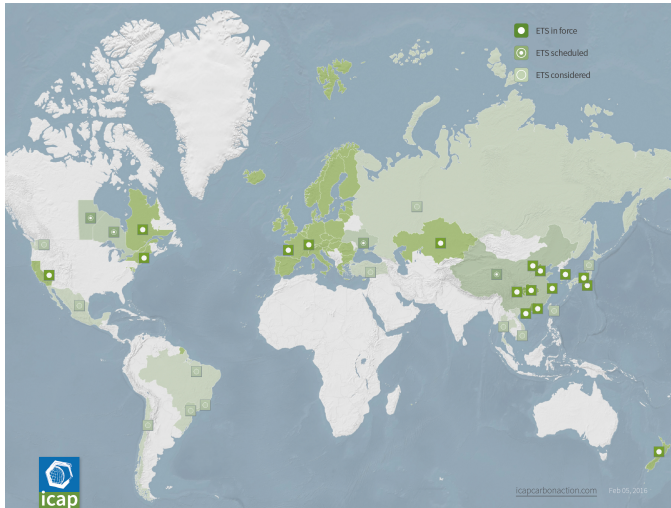 ETS in force
ETS scheduled
ETS considered
icap
icapcarbonaction.com
Feb 05, 2016